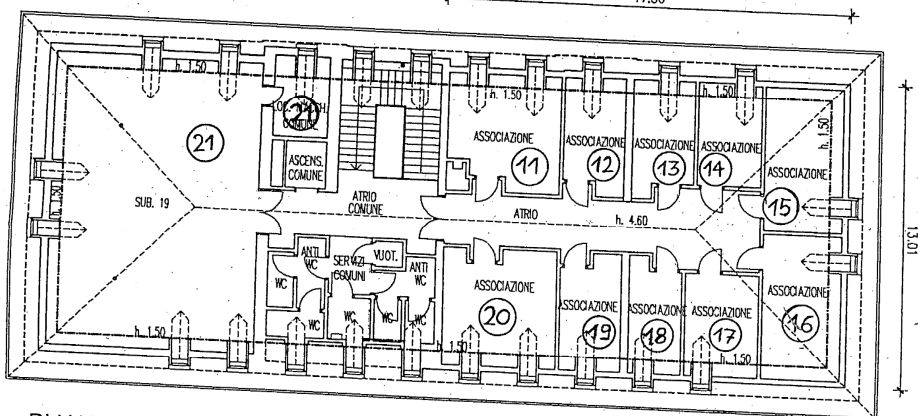 h. 1.50
h. 1.50
h. 1.50
h. 1.50
21
SUB. 19
21
COMUNE
ASCENS.
COMUNE
ATRIO
COMUNE
ATRIO
h. 4.60
ASSOCIAZIONE
11
ASSOCIAZIONE
12
ASSOCIAZIONE
13
ASSOCIAZIONE
14
ASSOCIAZIONE
15
13.01
ANTI
WC
SERVIZI
COMUNI
VUOT.
ANTI
WC
WC
WC
WC
WC
WC
ASSOCIAZIONE
20
ASSOCIAZIONE
19
ASSOCIAZIONE
18
ASSOCIAZIONE
17
ASSOCIAZIONE
16
h. 1.50
h. 1.50
h. 1.50